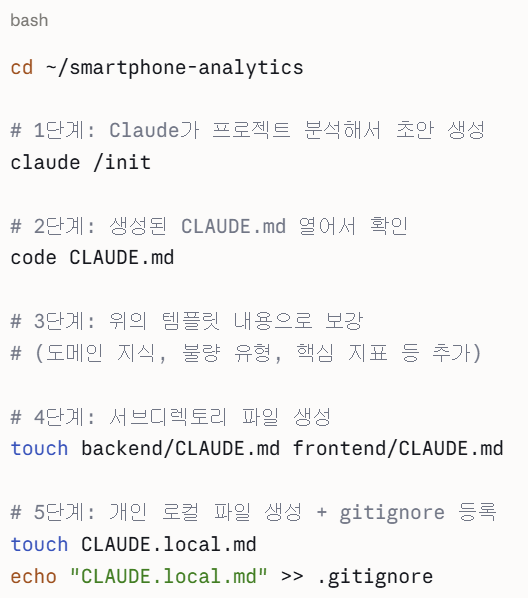 bash
cd ~/smartphone-analytics
# 1단계: Claude가 프로젝트 분석해서 초안 생성
claude /init
# 2단계: 생성된 CLAUDE.md 열어서 확인
code CLAUDE.md
# 3단계: 위의 템플릿 내용으로 보강
# (도메인 지식, 불량 유형, 핵심 지표 등 추가)
# 4단계: 서브디렉토리 파일 생성
touch backend/CLAUDE.md frontend/CLAUDE.md
# 5단계: 개인 로컬 파일 생성 + gitignore 등록
touch CLAUDE.local.md
echo "CLAUDE.local.md" >> .gitignore